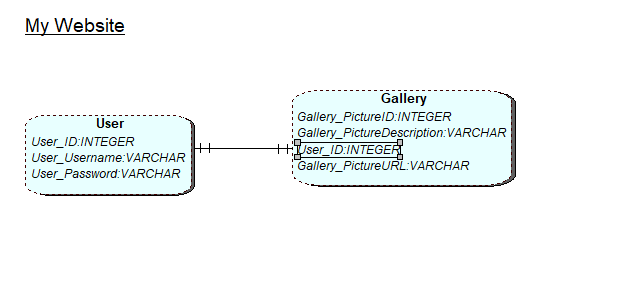 My Website
User
User_ID:INTEGER
User_Username:VARCHAR
User_Password:VARCHAR
Gallery
Gallery_PictureID:INTEGER
Gallery_PictureDescription:VARCHAR
User_ID:INTEGER
Gallery_PictureURL:VARCHAR